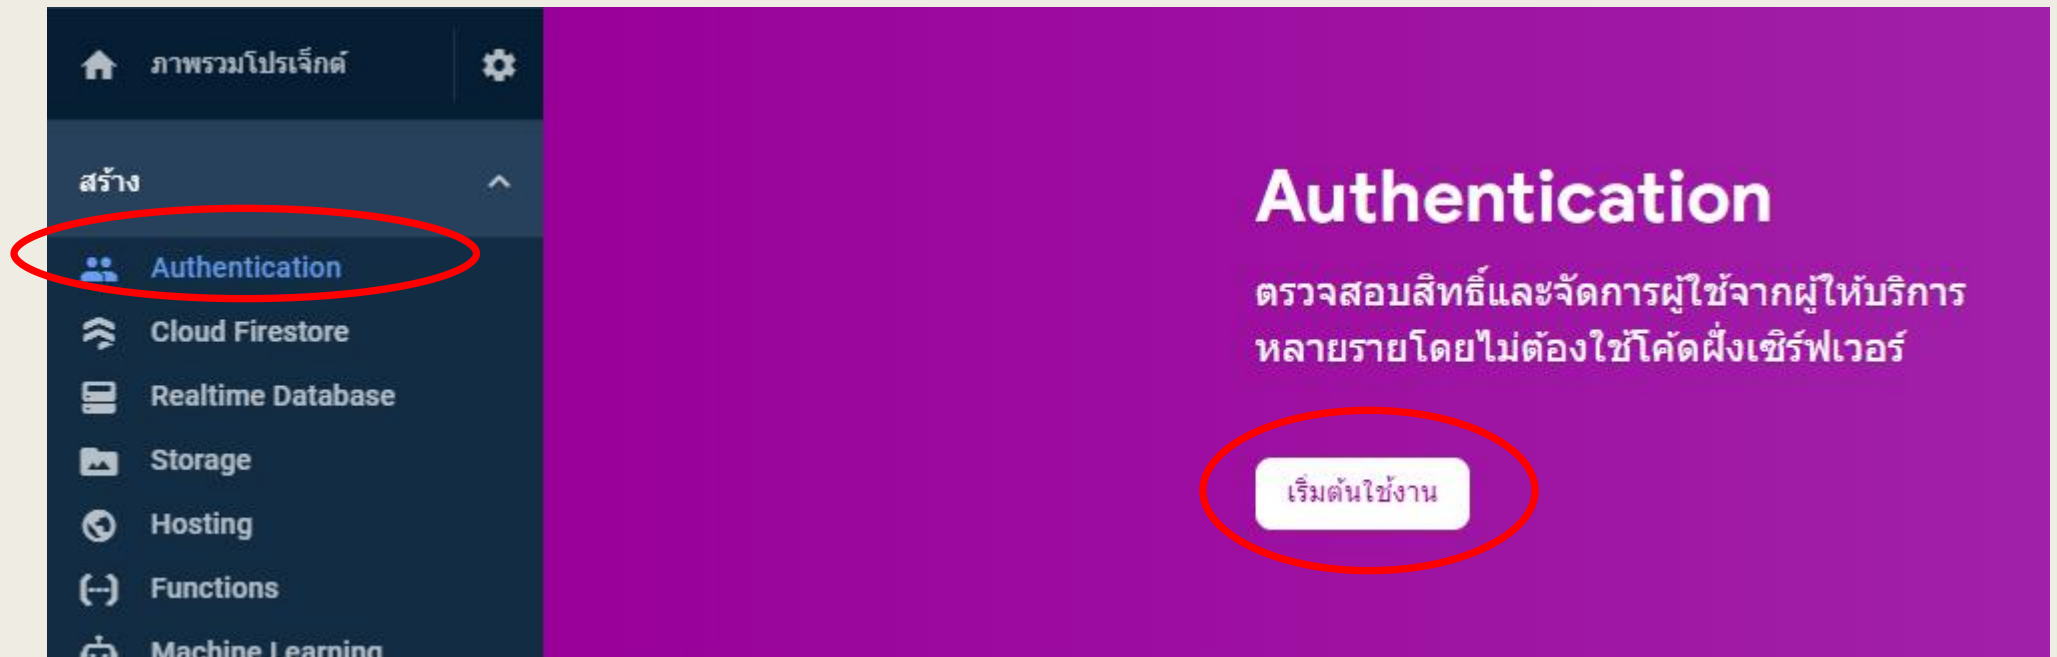 ภาพรวมโปรเจ็กต์
สร้าง
Authentication
Cloud Firestore
Realtime Database
Storage
Hosting
Functions
Machine Learning
Authentication
ตรวจสอบสิทธิ์และจัดการผู้ใช้จากผู้ให้บริการ
หลายรายโดยไม่ต้องใช้โค้ดฝั่งเซิร์ฟเวอร์
เริ่มต้นใช้งาน